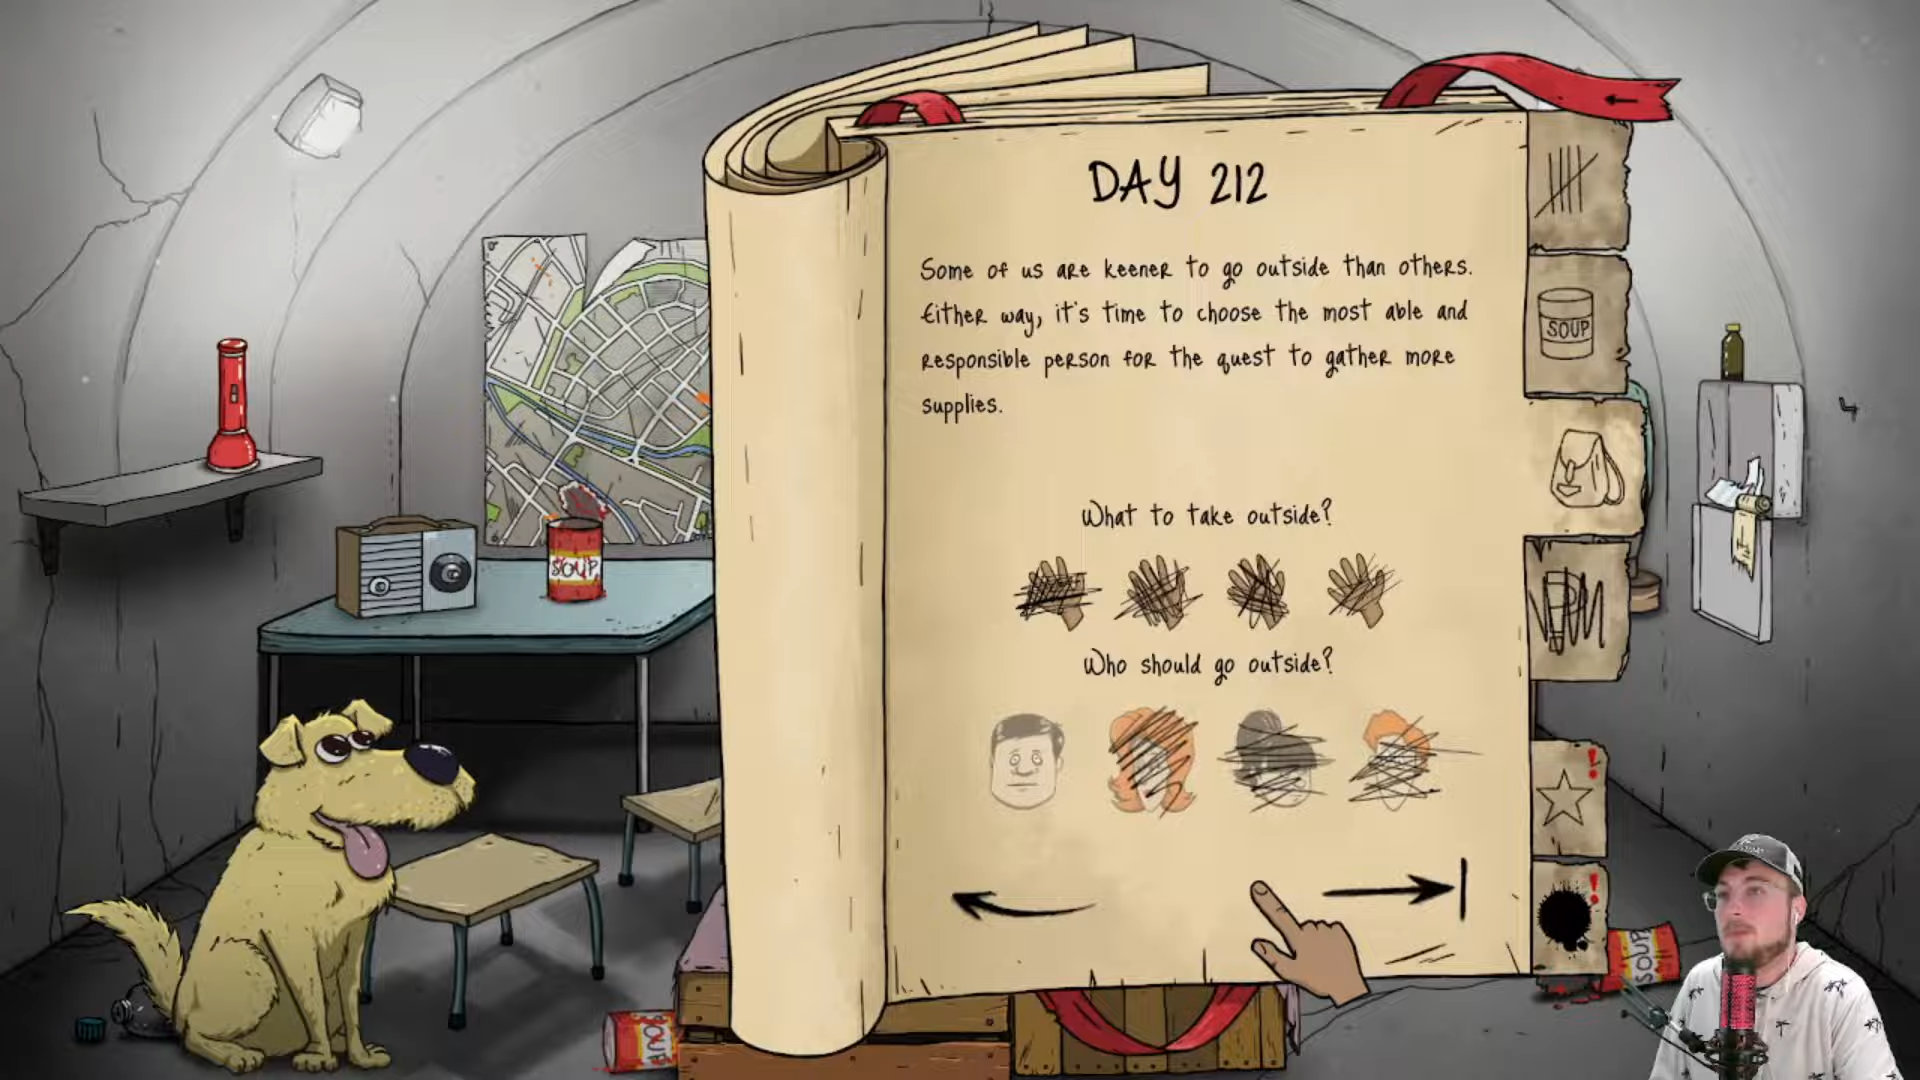 DAY 212
Some of us are keener to go outside than others.
Either way, it's time to choose the most able and
responsible person for the quest to gather more
supplies.
What to take outside?
Who should go outside?
SOUP
SOUP
SOUP
SOUP